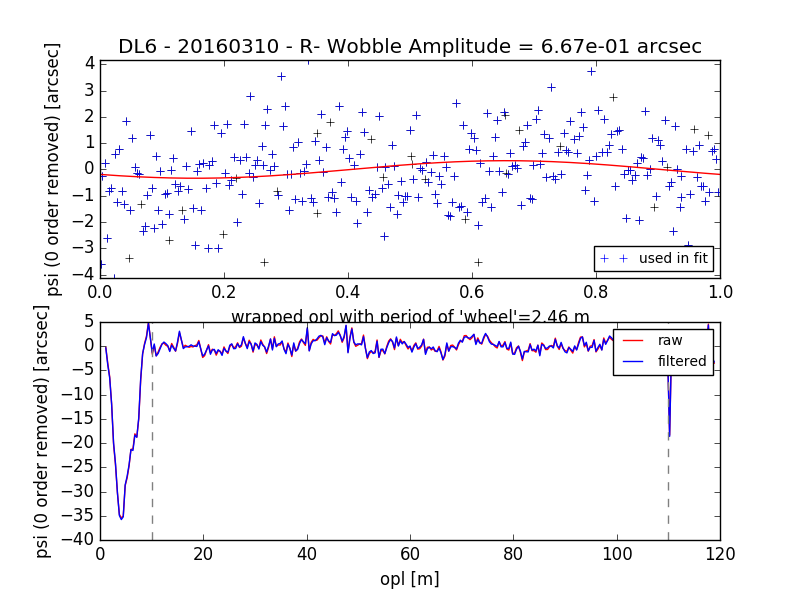 DL6 - 20160310 - R- Wobble Amplitude = 6.67e-01 arcsec
psi (0 order removed) [arcsec]
4
3
2
1
0
−1
−2
−3
−4
0.0 0.2 0.4 0.6 0.8 1.0
used in fit
wrapped opl with period of 'wheel'=2.46 m
psi (0 order removed) [arcsec]
5
0
−5
−10
−15
−20
−25
−30
−35
−40
0 20 40 60 80 100 120
raw
filtered
opl [m]